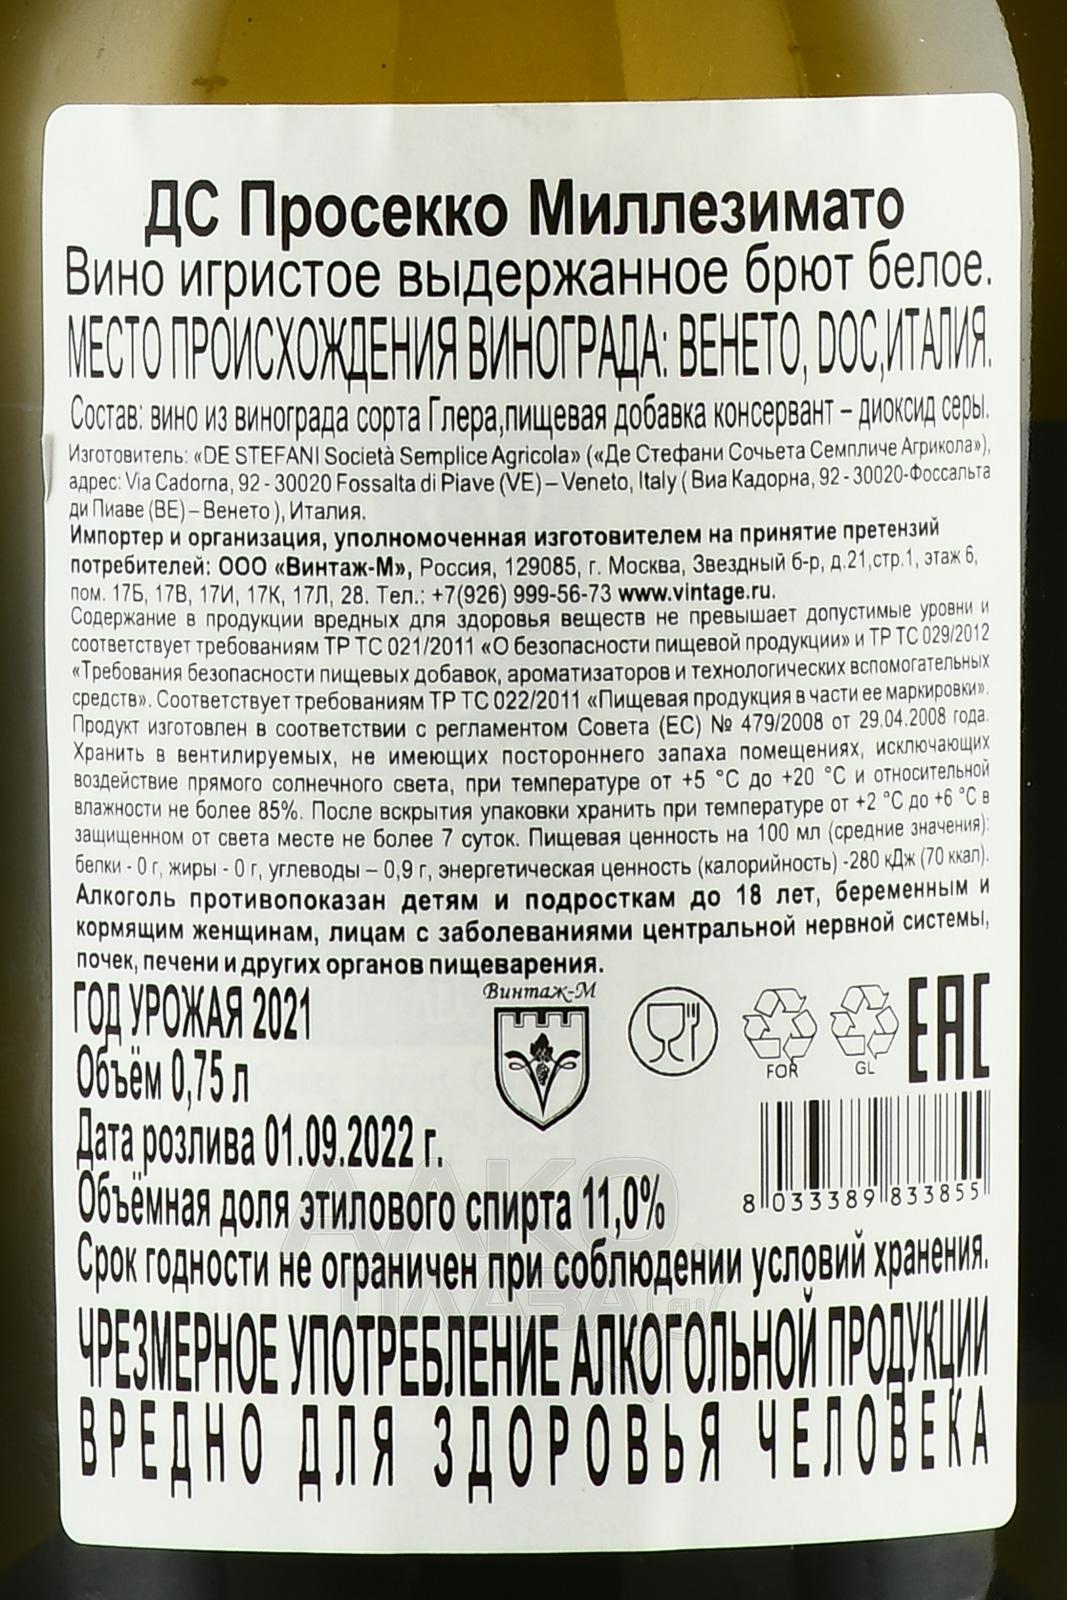 ДС Просекко Миллезимато
Вино игристое выдержанное брют белое.
МЕСТО ПРОИСХОЖДЕНИЯ ВИНОГРАДА: ВЕНЕТО, DOC,ИТАЛИЯ.
Состав: вино из винограда сорта Глера,пищевая добавка консервант – диоксид серы.
Изготовитель: «DE STEFANI Società Semplice Agricola» («Де Стефани Сочьета Семпличе Агрикола»),
адрес: Via Cadorna, 92 - 30020 Fossalta di Piave (VE) – Veneto, Italy ( Виа Кадорна, 92 - 30020-Фоссальта
ди Пиаве (ВЕ) – Венето ), Италия.
Импортер и организация, уполномоченная изготовителем на принятие претензий
потребителей: ООО «Винтаж-М», Россия, 129085, г. Москва, Звездный б-р, д.21,стр.1, этаж 6,
пом. 17Б, 17В, 17И, 17К, 17Л, 28. Тел.: +7(926) 999-56-73 www.vintage.ru.
Содержание в продукции вредных для здоровья веществ не превышает допустимые уровни и
соответствует требованиям ТР ТС 021/2011 «О безопасности пищевой продукции» и ТР ТС 029/2012
«Требования безопасности пищевых добавок, ароматизаторов и технологических вспомогательных
средств». Соответствует требованиям ТР ТС 022/2011 «Пищевая продукция в части ее маркировки».
Продукт изготовлен в соответствии с регламентом Совета (ЕС) № 479/2008 от 29.04.2008 года.
Хранить в вентилируемых, не имеющих постороннего запаха помещениях, исключающих
воздействие прямого солнечного света, при температуре от +5 °С до +20 °С и относительной
влажности не более 85%. После вскрытия упаковки хранить при температуре от +2 °С до +6 °С в
защищенном от света месте не более 7 суток. Пищевая ценность на 100 мл (средние значения):
белки - 0 г, жиры - 0 г, углеводы – 0,9 г, энергетическая ценность (калорийность) -280 кДж (70 ккал).
Алкоголь противопоказан детям и подросткам до 18 лет, беременным и
кормящим женщинам, лицам с заболеваниями центральной нервной системы,
почек, печени и других органов пищеварения.
Винтаж-М
ГОД УРОЖАЯ 2021
FOR
GL
EAC
Объём 0,75 л
Дата розлива 01.09.2022 г.
8 033389 833855
Объёмная доля этилового спирта 11,0%
Срок годности не ограничен при соблюдении условий хранения.
АЛКО
ПЛАЗА.ru
ЧРЕЗМЕРНОЕ УПОТРЕБЛЕНИЕ АЛКОГОЛЬНОЙ ПРОДУКЦИИ
ВРЕДНО ДЛЯ ЗДОРОВЬЯ ЧЕЛОВЕКА